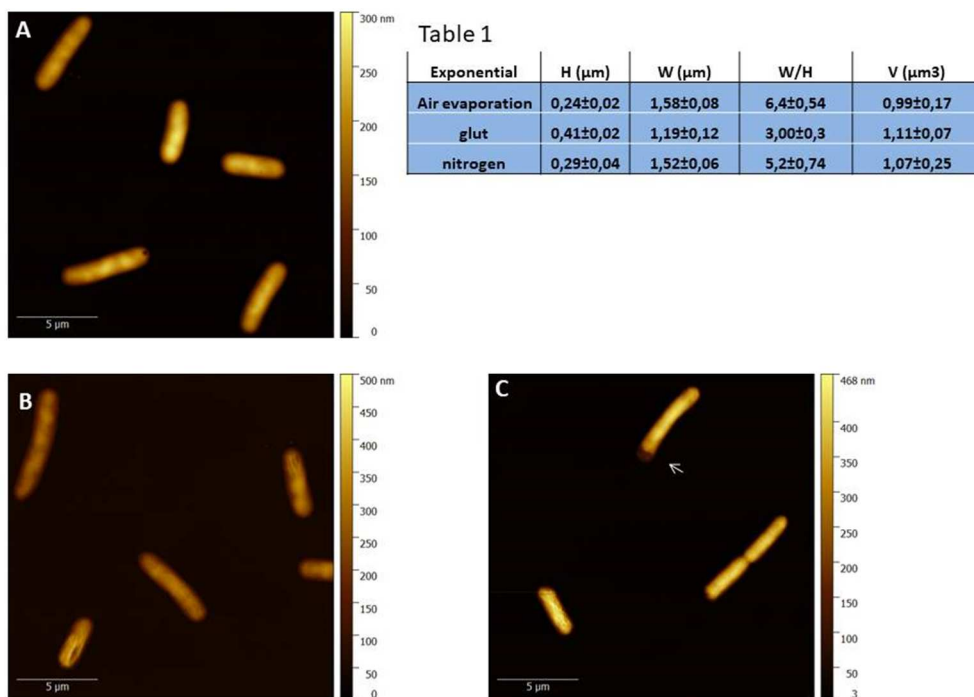 A
300 nm
250
200
150
100
50
0
5 µm
Table 1
Exponential H (µm) W (µm) W/H V (µm3)
Air evaporation 0,24±0,02 1,58±0,08 6,4±0,54 0,99±0,17
glut 0,41±0,02 1,19±0,12 3,00±0,3 1,11±0,07
nitrogen 0,29±0,04 1,52±0,06 5,2±0,74 1,07±0,25
B
500 nm
450
400
350
300
250
200
150
100
50
0
5 µm
C
468 nm
400
350
300
250
200
150
100
50
3
5 µm